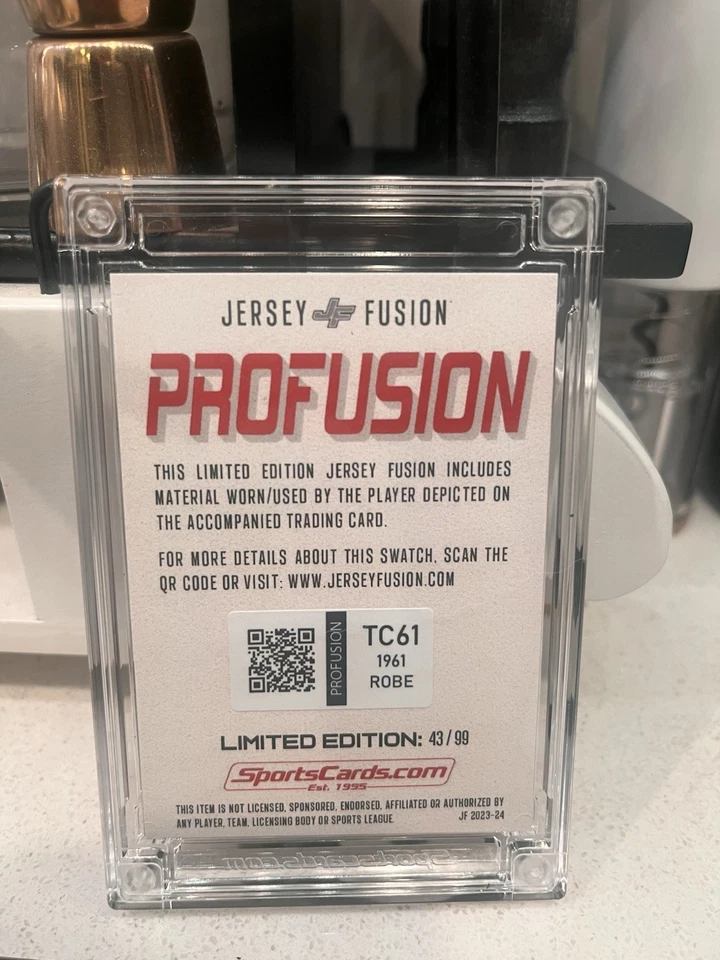 JERSEY JF FUSION
PROFUSION
THIS LIMITED EDITION JERSEY FUSION INCLUDES
MATERIAL WORN/USED BY THE PLAYER DEPICTED ON
THE ACCOMPANIED TRADING CARD.
FOR MORE DETAILS ABOUT THIS SWATCH, SCAN THE
QR CODE OR VISIT: WWW.JERSEYFUSION.COM
PROFUSION
TC61
1961
ROBE
LIMITED EDITION: 43/99
SportsCards.com
Est. 1995
THIS ITEM IS NOT LICENSED, SPONSORED, ENDORSED, AFFILIATED OR AUTHORIZED BY
ANY PLAYER, TEAM, LICENSING BODY OR SPORTS LEAGUE. JF 2023-24
Sportscards.com